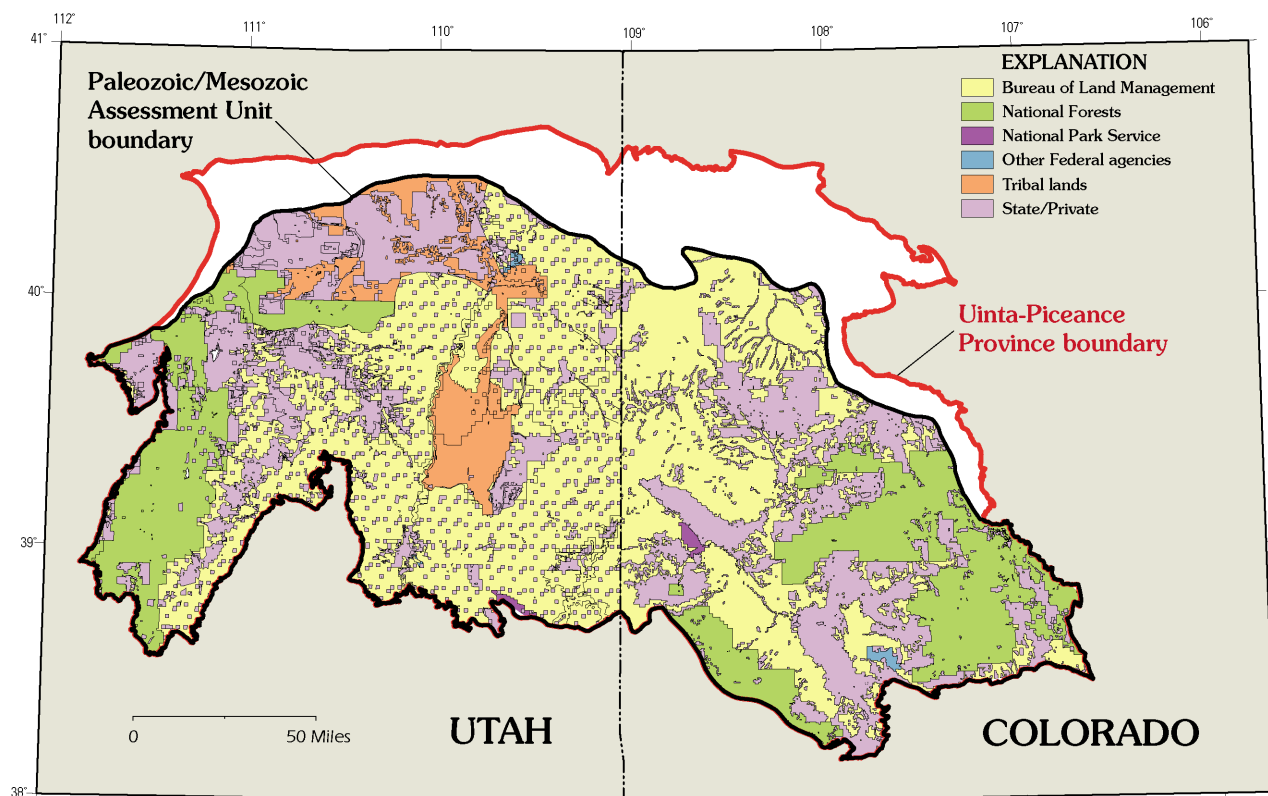 112°
111°
110°
109°
108°
107°
106°
41°
Paleozoic/Mesozoic
Assessment Unit
boundary
EXPLANATION
Bureau of Land Management
National Forests
National Park Service
Other Federal agencies
Tribal lands
State/Private
40°
Uinta-Piceance
Province boundary
39°
0 50 Miles
UTAH
COLORADO
38°